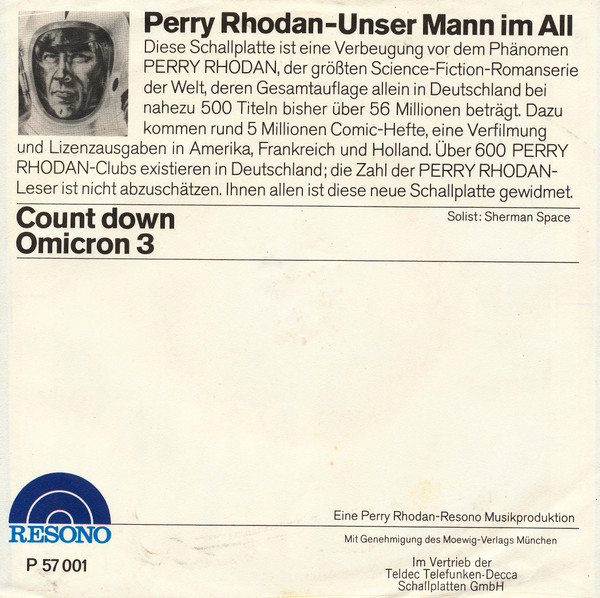 Perry Rhodan-Unser Mann im All
Diese Schallplatte ist eine Verbeugung vor dem Phänomen
PERRY RHODAN, der größten Science-Fiction-Romanserie
der Welt, deren Gesamtauflage allein in Deutschland bei
nahezu 500 Titeln bisher über 56 Millionen beträgt. Dazu
kommen rund 5 Millionen Comic-Hefte, eine Verfilmung
und Lizenzausgaben in Amerika, Frankreich und Holland. Über 600 PERRY
RHODAN-Clubs existieren in Deutschland; die Zahl der PERRY RHODAN-
Leser ist nicht abzuschätzen. Ihnen allen ist diese neue Schallplatte gewidmet.
Count down
Omicron 3
Solist: Sherman Space
RESONO
P 57 001
Eine Perry Rhodan-Resono Musikproduktion
Mit Genehmigung des Moewig-Verlags München
Im Vertrieb der
Teldec Telefunken-Decca
Schallplatten GmbH